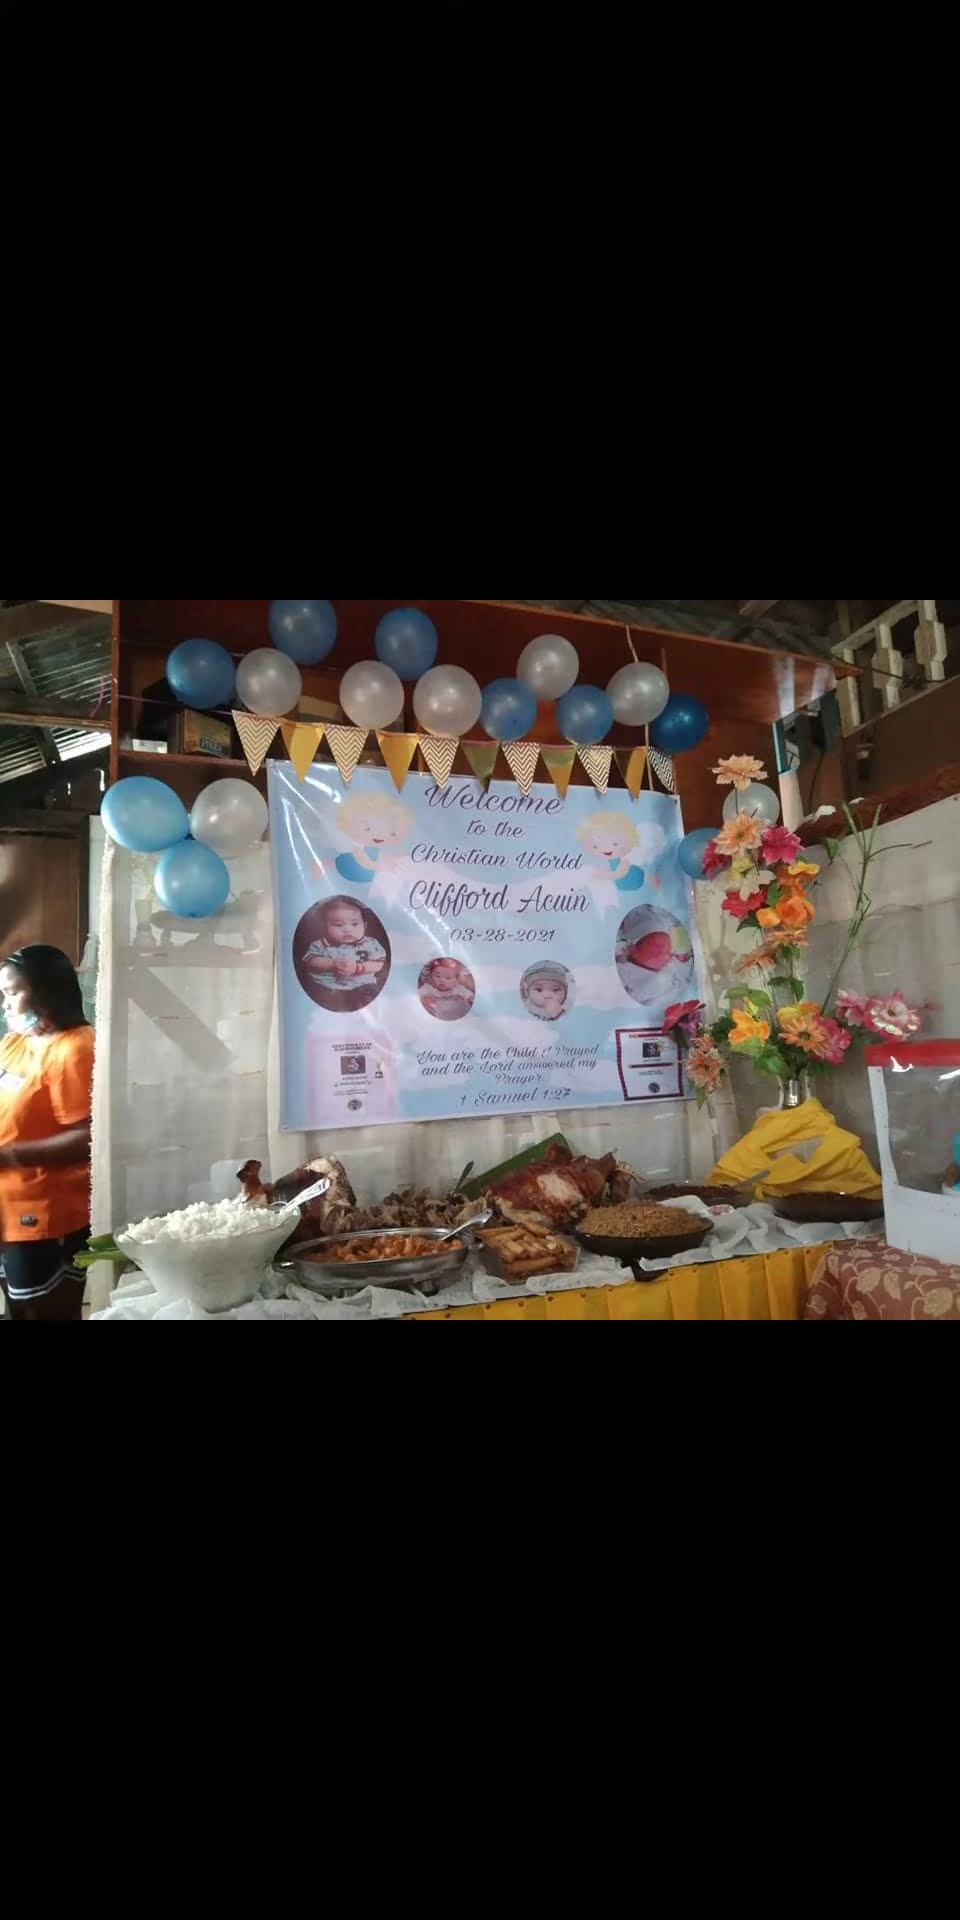 Welcome
to the
Christian World
Clifford Acuin
03-28-2021
You are the Child I Prayed
and the Lord answered my
Prayer.
1 Samuel 1:27